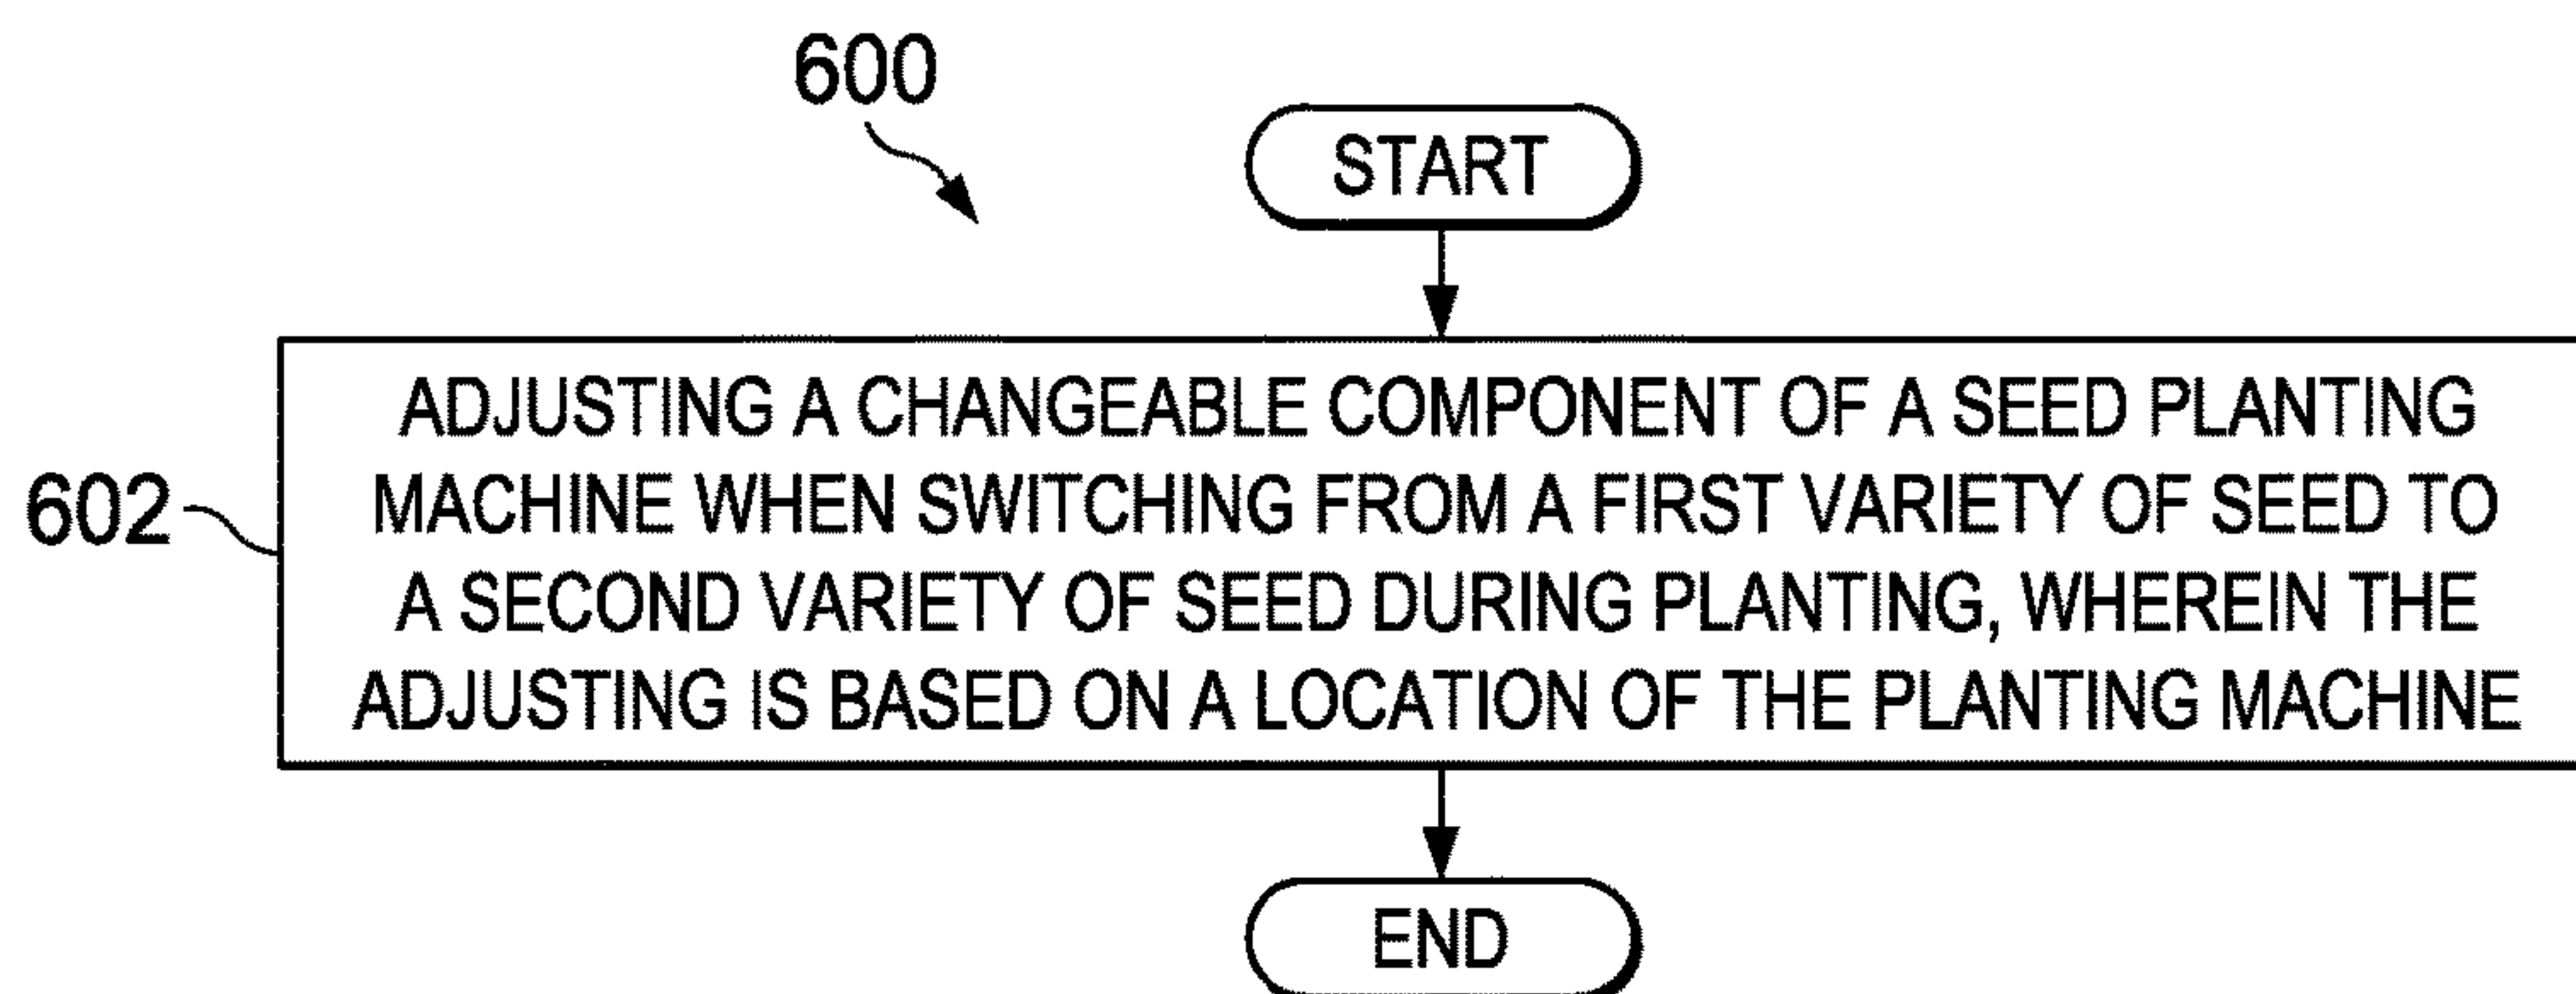 600
START
602
ADJUSTING A CHANGEABLE COMPONENT OF A SEED PLANTING
MACHINE WHEN SWITCHING FROM A FIRST VARIETY OF SEED TO
A SECOND VARIETY OF SEED DURING PLANTING, WHEREIN THE
ADJUSTING IS BASED ON A LOCATION OF THE PLANTING MACHINE
END